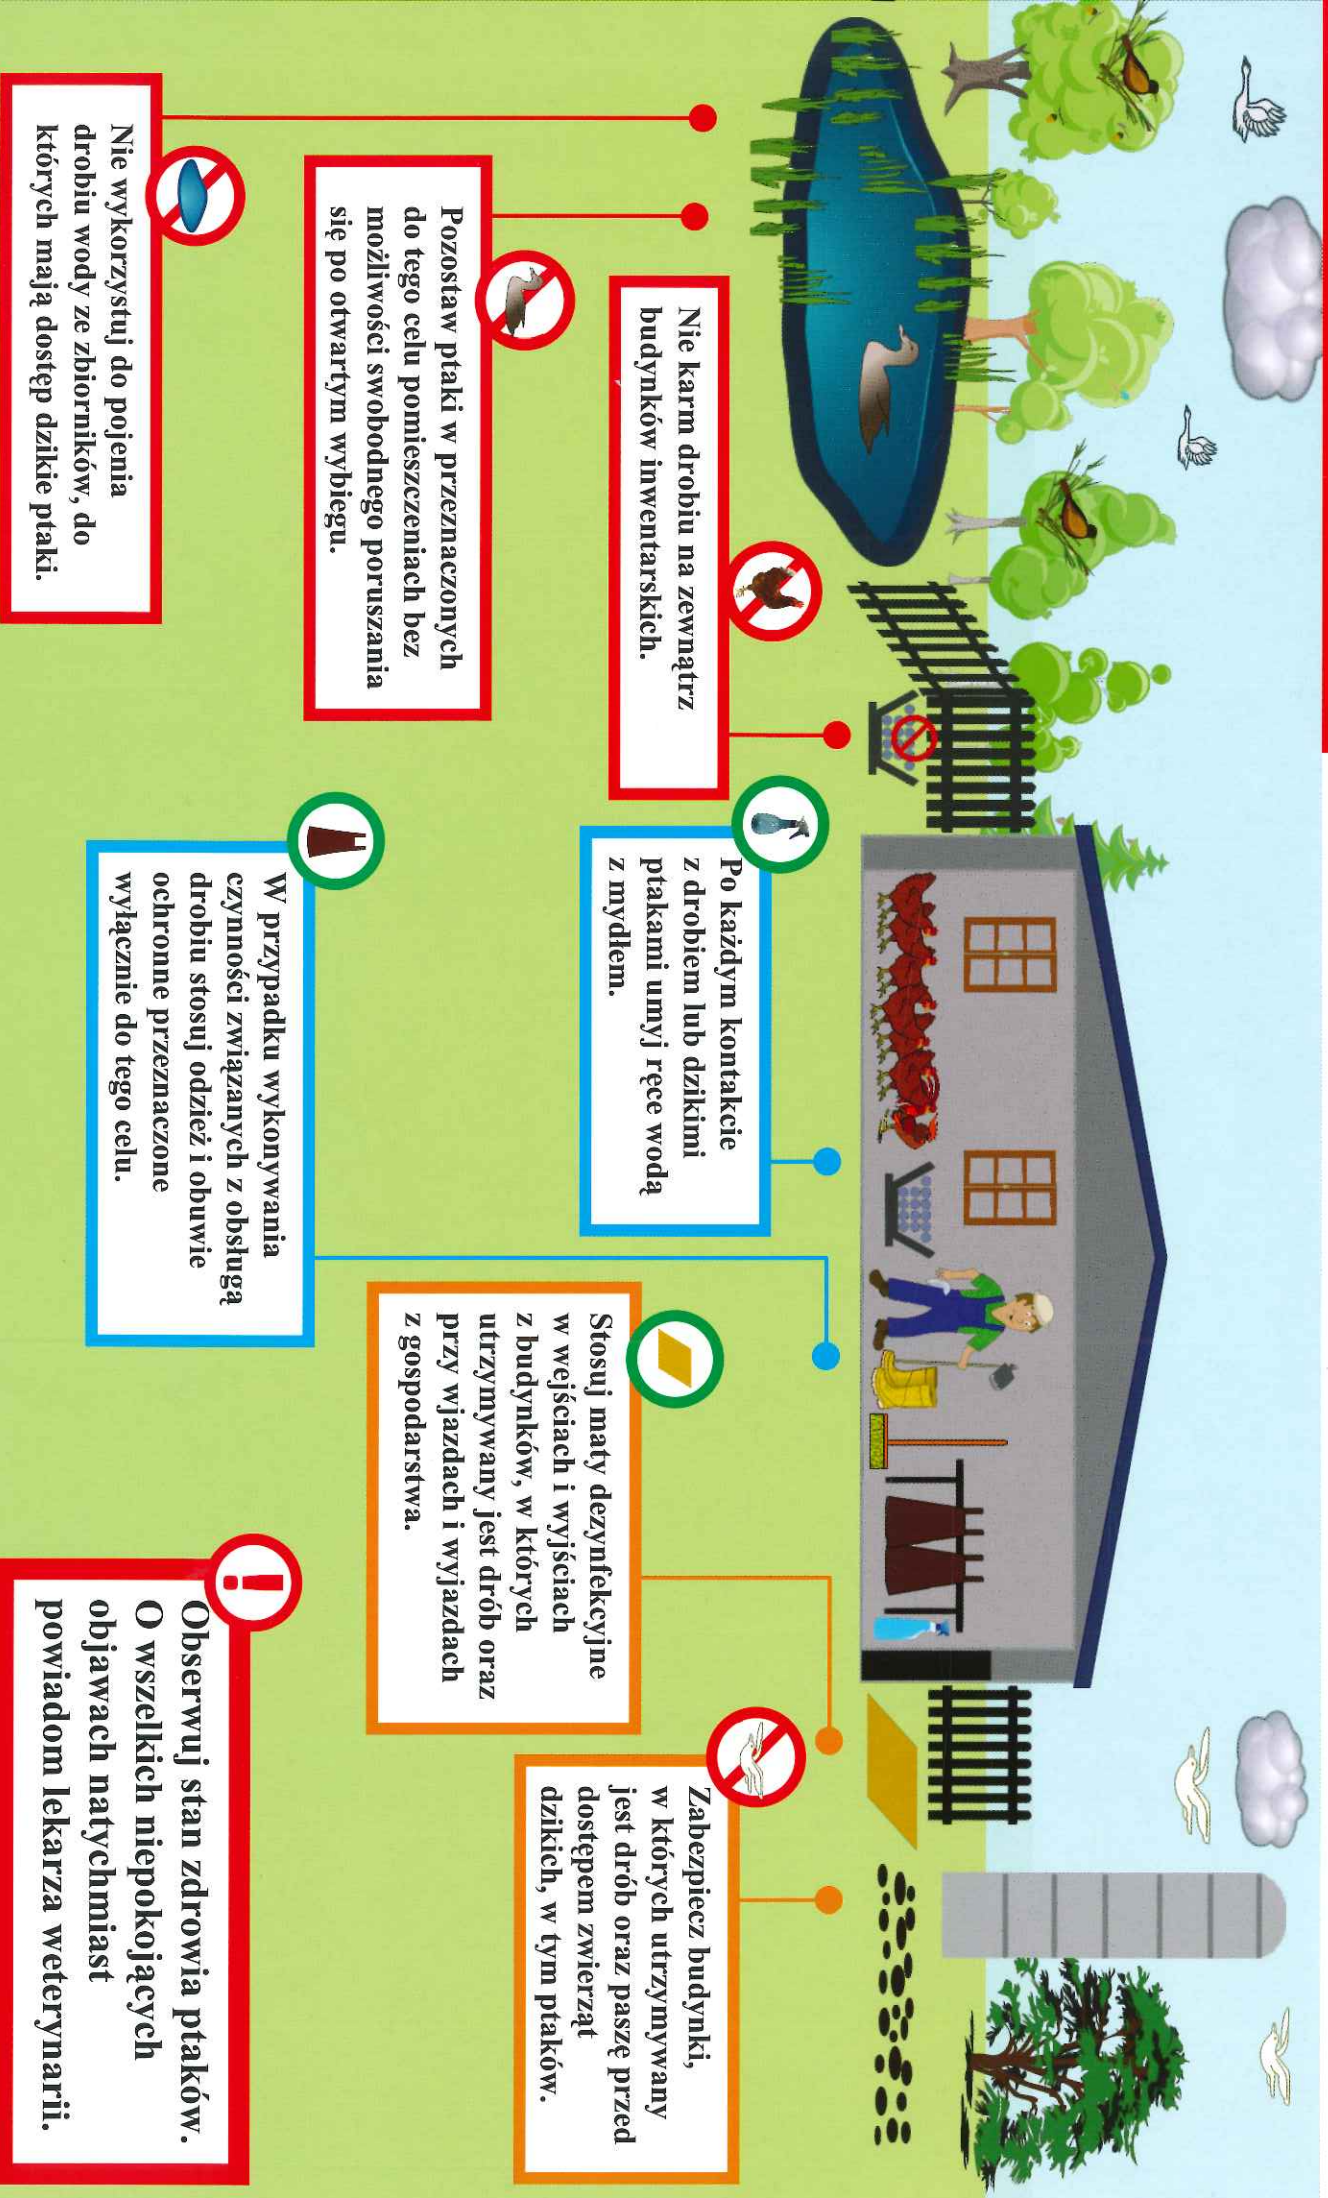 Nie wykorzystuj do pojenia
drobiu wody ze zbiorników, do
których mają dostęp dzikie ptaki.
Pozostaw ptaki w przeznaczonych
do tego celu pomieszczeniach bez
możliwości swobodnego poruszania
się po otwartym wybiegu.
Nie karm drobiu na zewnątrz
budynków inwentarskich.
Po każdym kontakcie
z drobiem lub dzikimi
ptakami umyj ręce wodą
z mydłem.
W przypadku wykonywania
czynności związanych z obsługą
drobiu stosuj odzież i obuwie
ochronne przeznaczone
wyłącznie do tego celu.
Stosuj maty dezynfekcyjne
w wejściach i wyjściach
z budynków, w których
utrzymywany jest drób oraz
przy wjazdach i wyjazdach
z gospodarstwa.
Zabezpiecz budynki,
w których utrzymywany
jest drób oraz paszę przed
dostępem zwierząt
dzikich, w tym ptaków.
Obserwuj stan zdrowia ptaków.
O wszelkich niepokojących
objawach natychmiast
powiadom lekarza weterynarii.